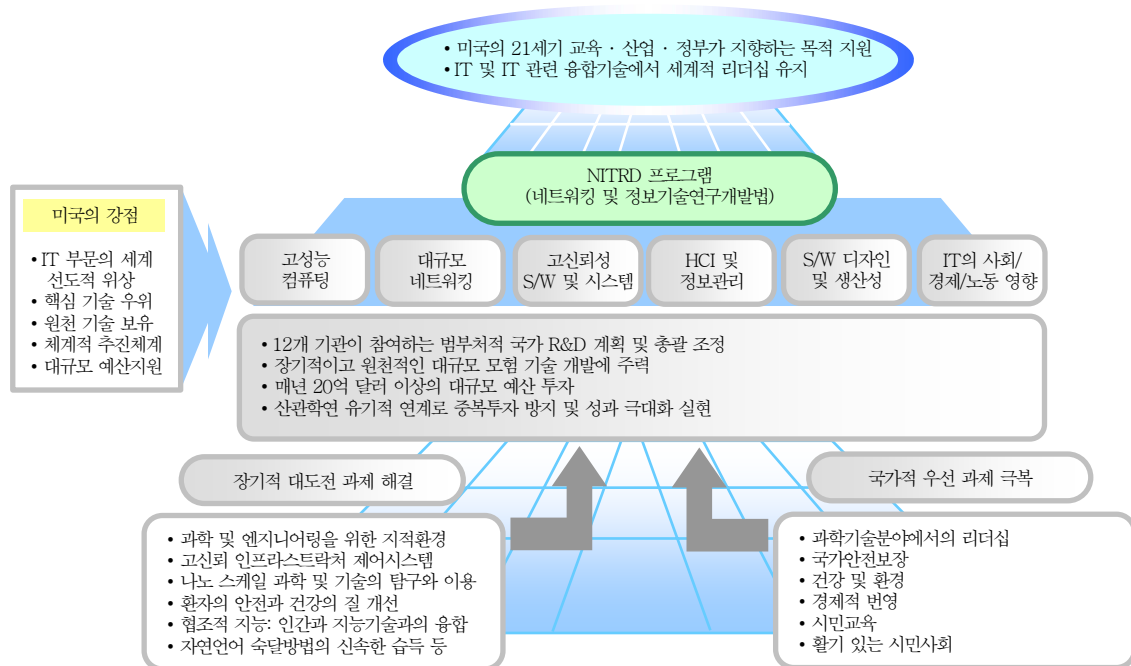 • 미국의 21세기 교육 · 산업 · 정부가 지향하는 목적 지원
• IT 및 IT 관련 융합기술에서 세계적 리더십 유지
NITRD 프로그램
(네트워킹 및 정보기술연구개발법)
미국의 강점
• IT 부문의 세계
선도적 위상
• 핵심 기술 우위
• 원천 기술 보유
• 체계적 추진체계
• 대규모 예산지원
고성능
컴퓨팅
대규모
네트워킹
고신뢰성
S/W 및 시스템
HCI 및
정보관리
S/W 디자인
및 생산성
IT의 사회/
경제/노동 영향
• 12개 기관이 참여하는 범부처적 국가 R&D 계획 및 총괄 조정
• 장기적이고 원천적인 대규모 모험 기술 개발에 주력
• 매년 20억 달러 이상의 대규모 예산 투자
• 산관학연 유기적 연계로 중복투자 방지 및 성과 극대화 실현
장기적 대도전 과제 해결
• 과학 및 엔지니어링을 위한 지적환경
• 고신뢰 인프라스트락처 제어시스템
• 나노 스케일 과학 및 기술의 탐구와 이용
• 환자의 안전과 건강의 질 개선
• 협조적 지능: 인간과 지능기술과의 융합
• 자연언어 숙달방법의 신속한 습득 등
국가적 우선 과제 극복
• 과학기술분야에서의 리더십
• 국가안전보장
• 건강 및 환경
• 경제적 번영
• 시민교육
• 활기 있는 시민사회